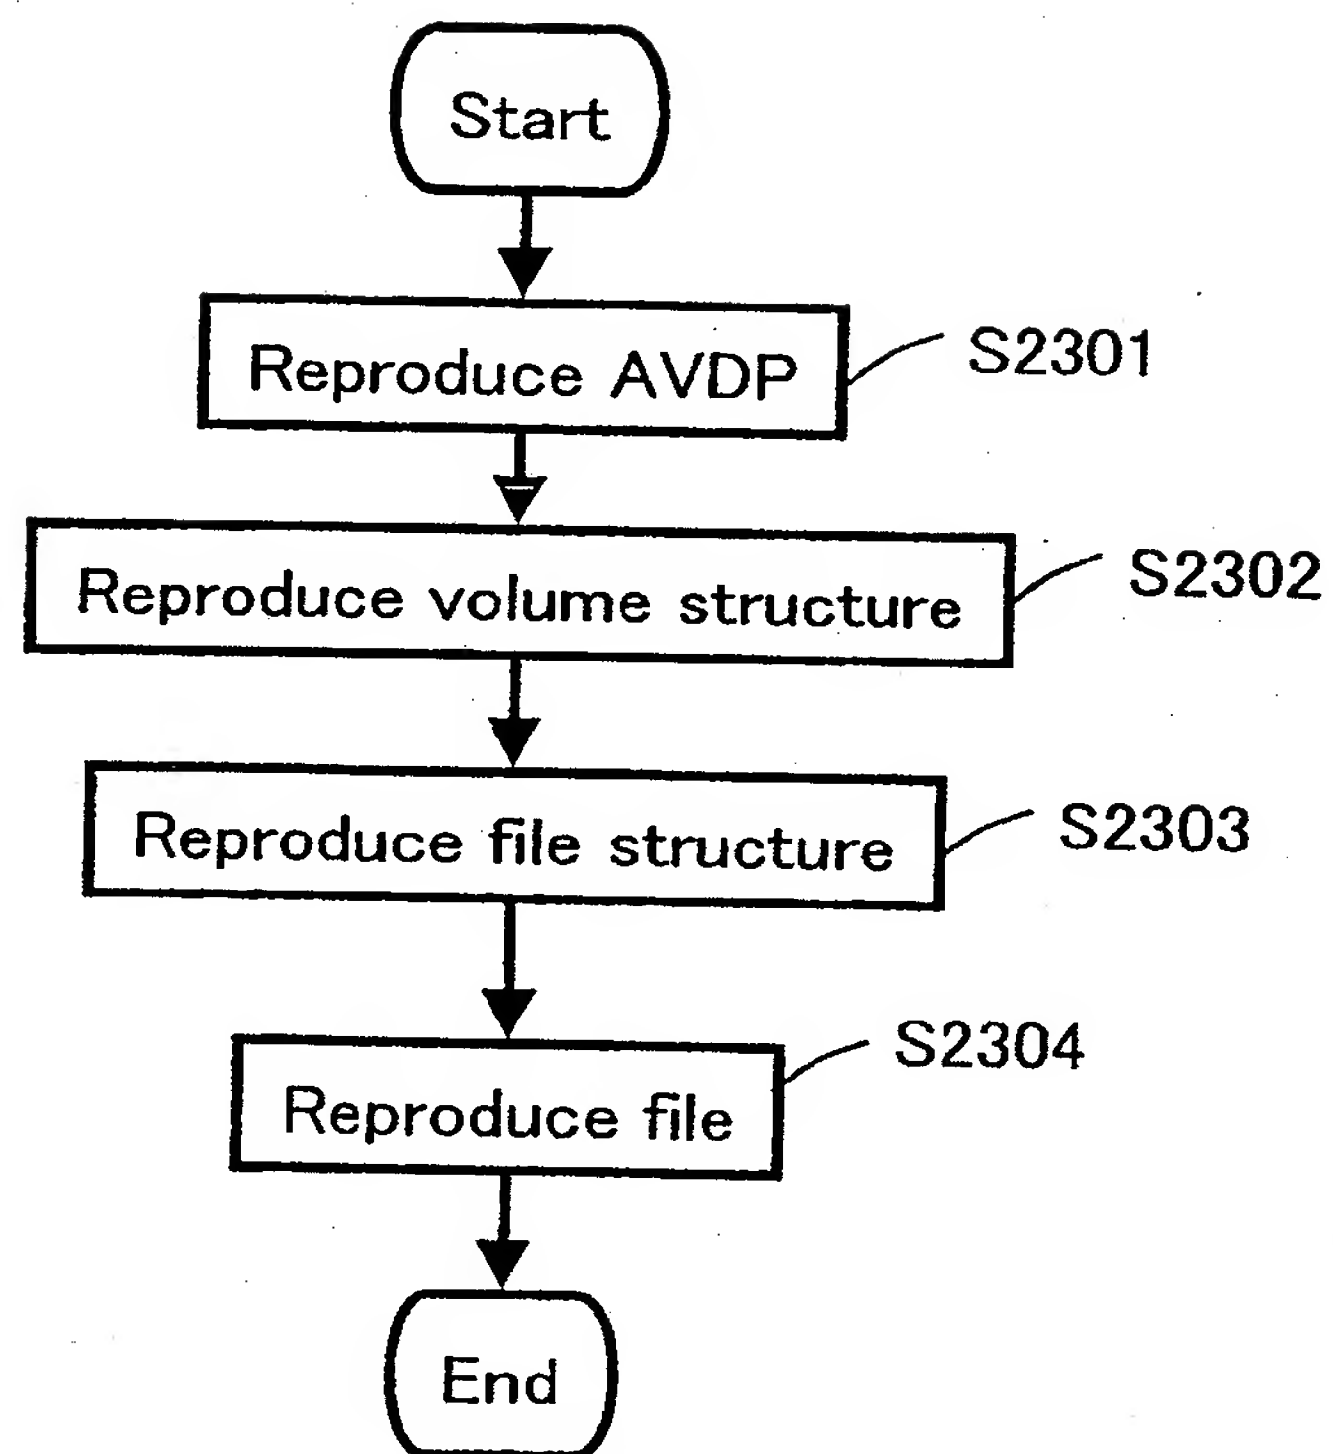 Start
Reproduce AVDP
S2301
Reproduce volume structure
S2302
Reproduce file structure
S2303
Reproduce file
S2304
End